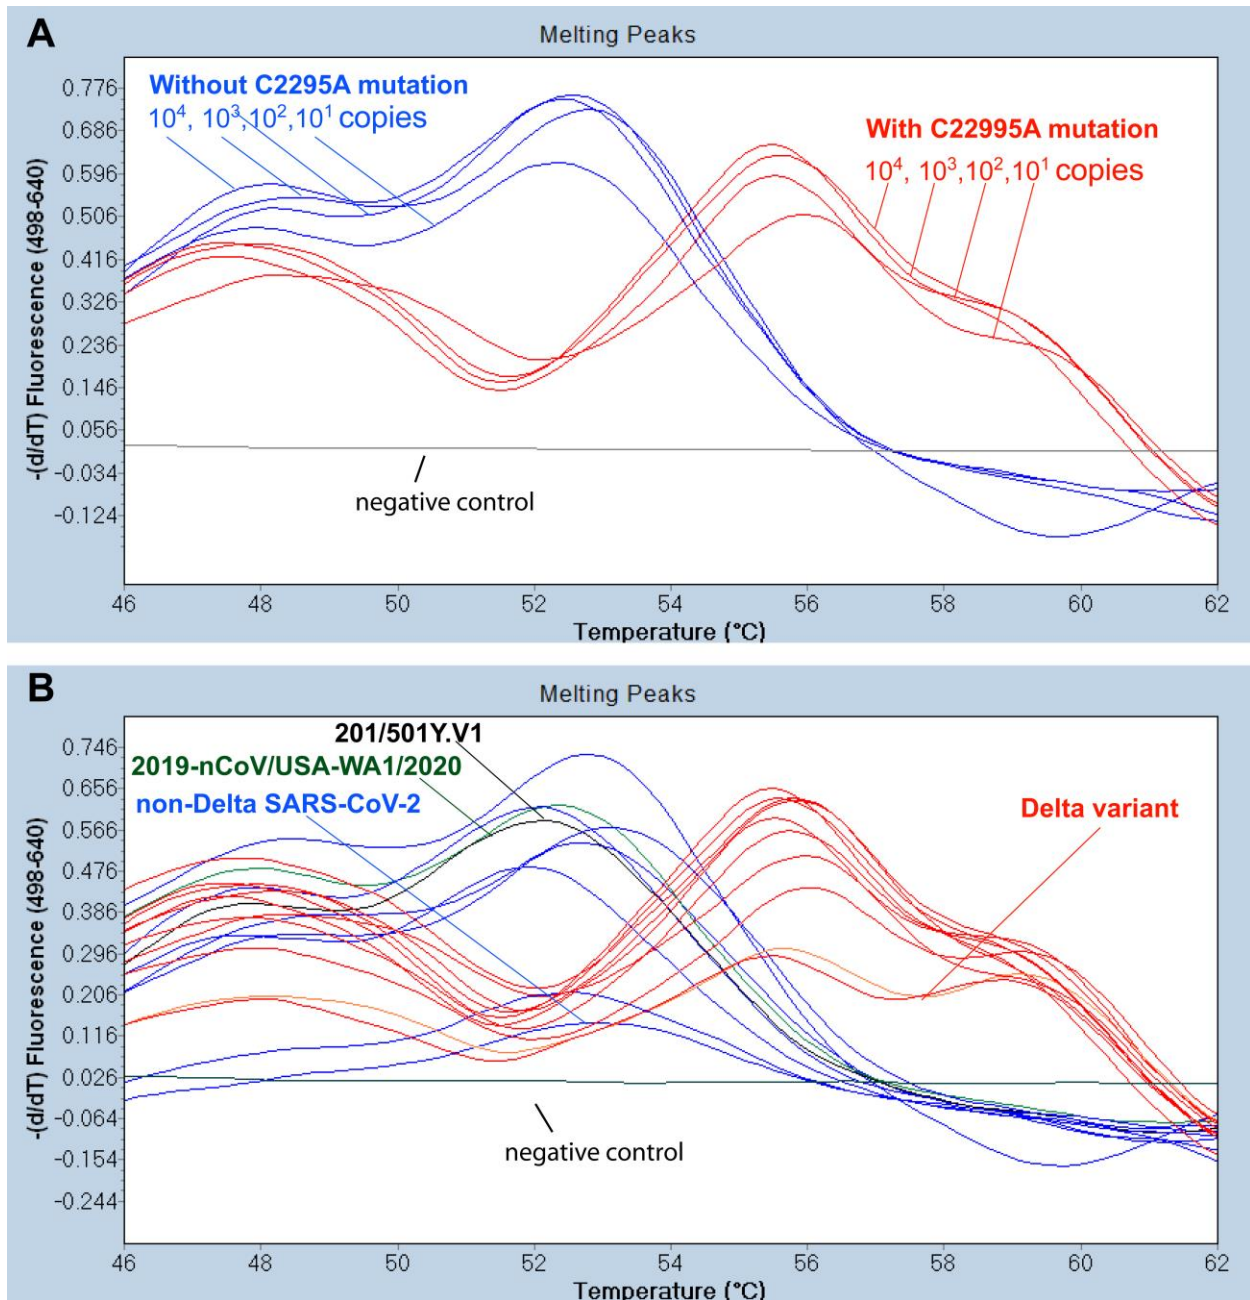 A
Melting Peaks
Without C2295A mutation
10⁴, 10³,10²,10¹ copies
With C22995A mutation
10⁴, 10³,10²,10¹ copies
negative control
-(d/dT) Fluorescence (498-640)
0.776
0.686
0.596
0.506
0.416
0.326
0.236
0.146
0.056
-0.034
-0.124
46 48 50 52 54 56 58 60 62
Temperature (°C)
B
Melting Peaks
201/501Y.V1
2019-nCoV/USA-WA1/2020
non-Delta SARS-CoV-2
Delta variant
negative control
-(d/dT) Fluorescence (498-640)
0.746
0.656
0.566
0.476
0.386
0.296
0.206
0.116
0.026
-0.064
-0.154
-0.244
46 48 50 52 54 56 58 60 62
Temperature (°C)